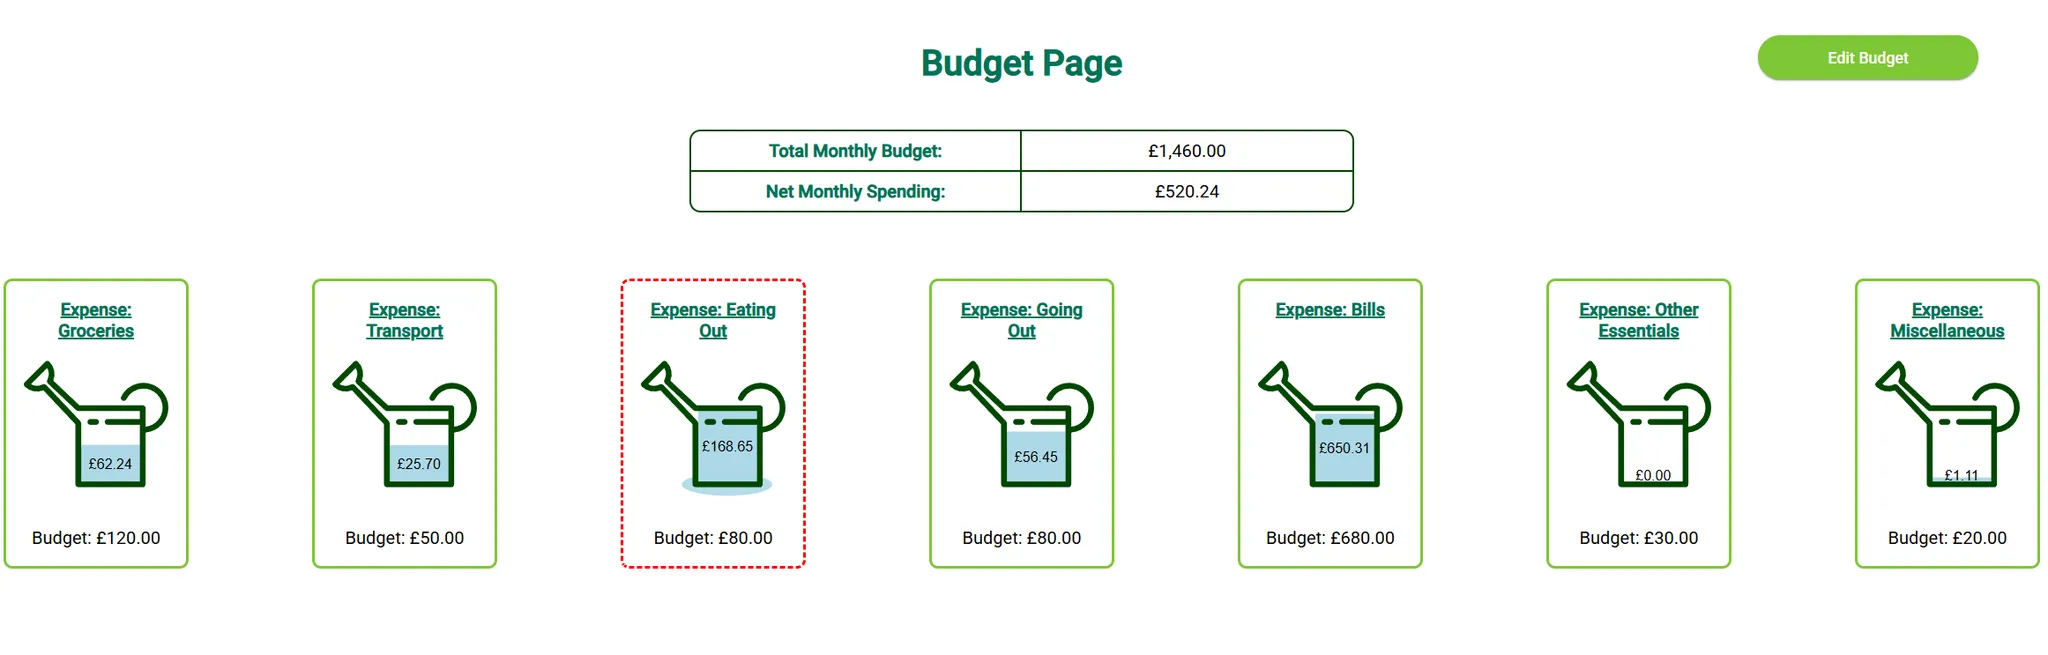 Budget Page
Edit Budget
Total Monthly Budget: £1,460.00
Net Monthly Spending: £520.24
Expense:
Groceries
£62.24
Budget: £120.00
Expense:
Transport
£25.70
Budget: £50.00
Expense: Eating
Out
£168.65
Budget: £80.00
Expense: Going
Out
£56.45
Budget: £80.00
Expense: Bills
£650.31
Budget: £680.00
Expense: Other
Essentials
£0.00
Budget: £30.00
Expense:
Miscellaneous
£1.11
Budget: £20.00